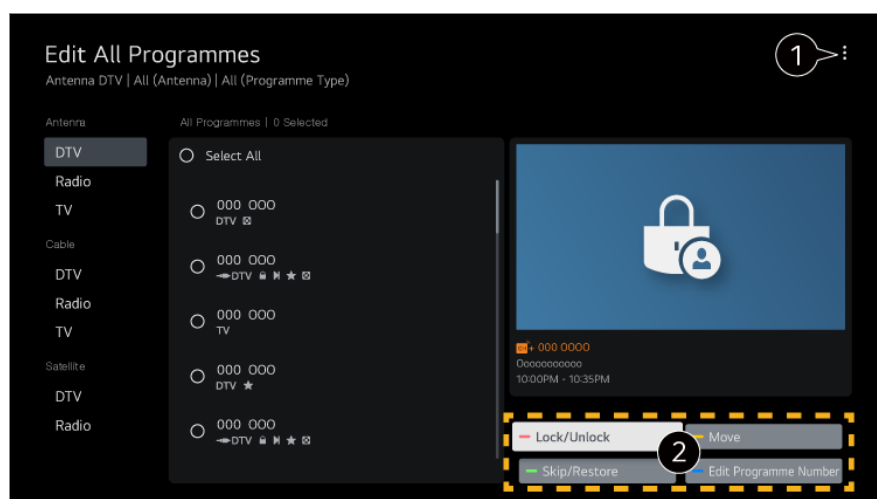 Edit All Programmes
Antenna DTV | All (Antenna) | All (Programme Type)
1
Antenna
DTV
Radio
TV
Cable
DTV
Radio
TV
Satellite
DTV
Radio
All Programmes | 0 Selected
Select All
000 000
DTV
000 000
DTV
000 000
TV
000 000
DTV ★
000 000
DTV
+ 000 0000
Ooooooooooo
10:00PM - 10:35PM
Lock/Unlock
Move
2
Skip/Restore
Edit Programme Number